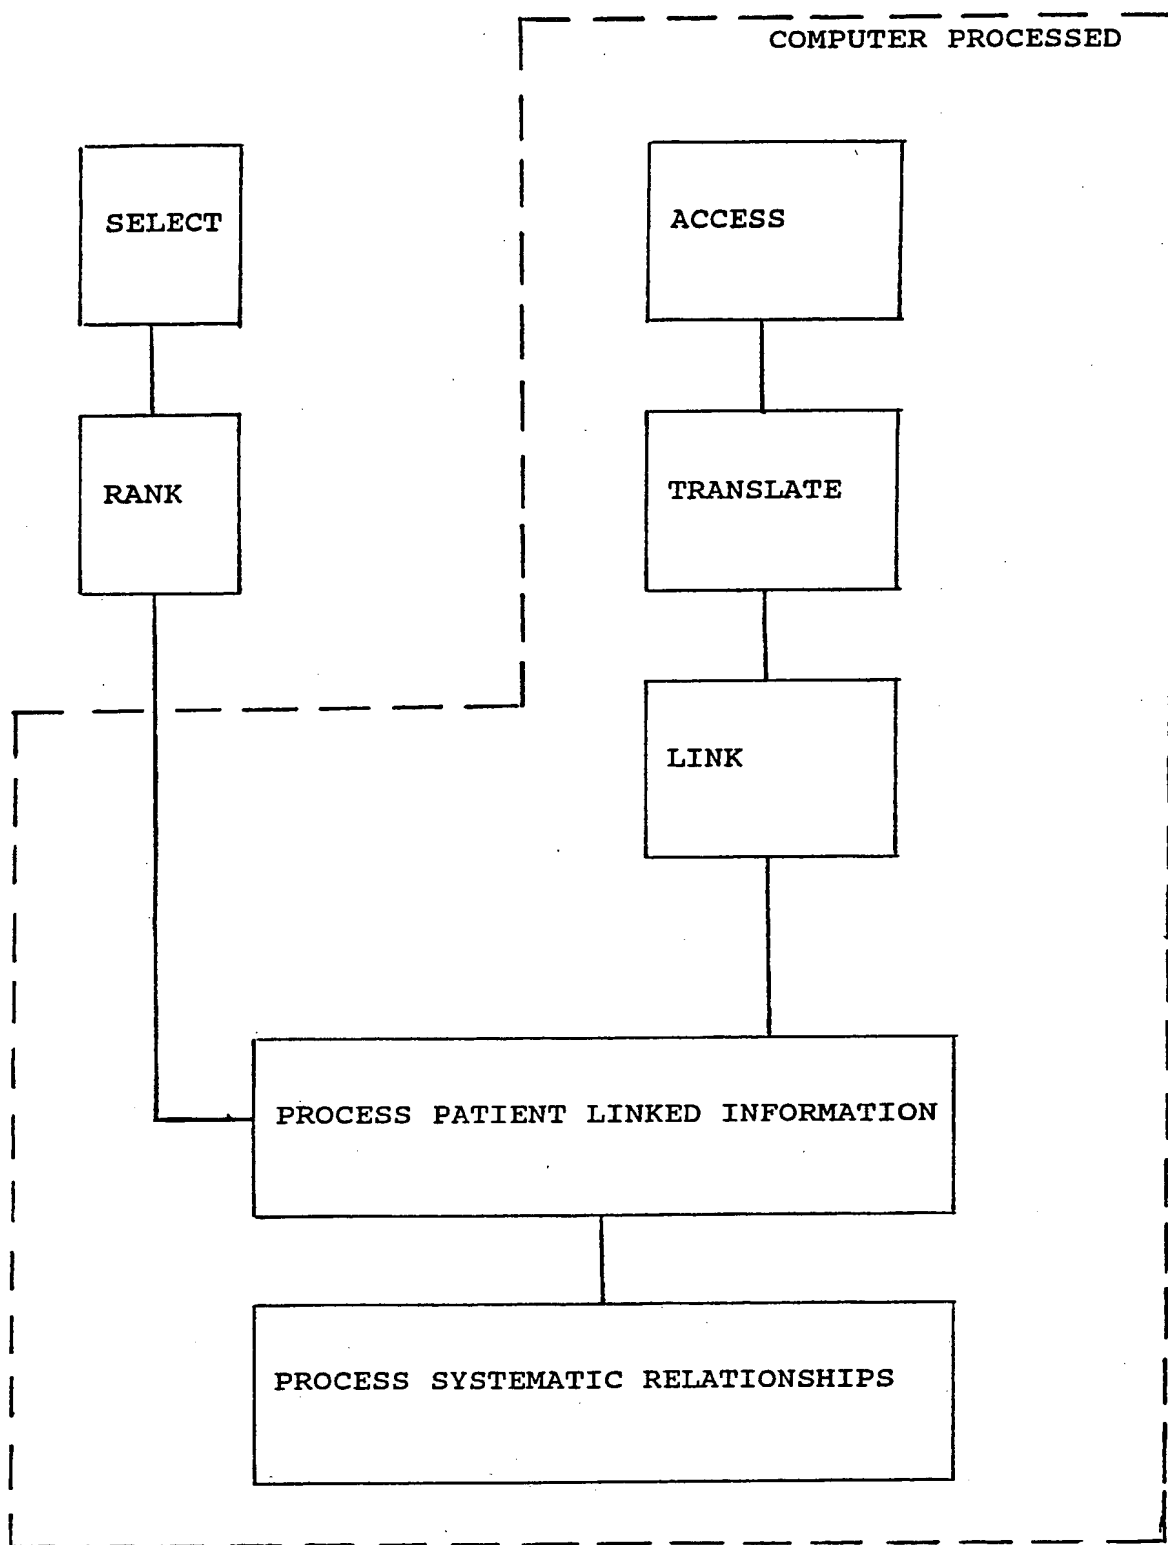 COMPUTER PROCESSED
SELECT
ACCESS
RANK
TRANSLATE
LINK
PROCESS PATIENT LINKED INFORMATION
PROCESS SYSTEMATIC RELATIONSHIPS